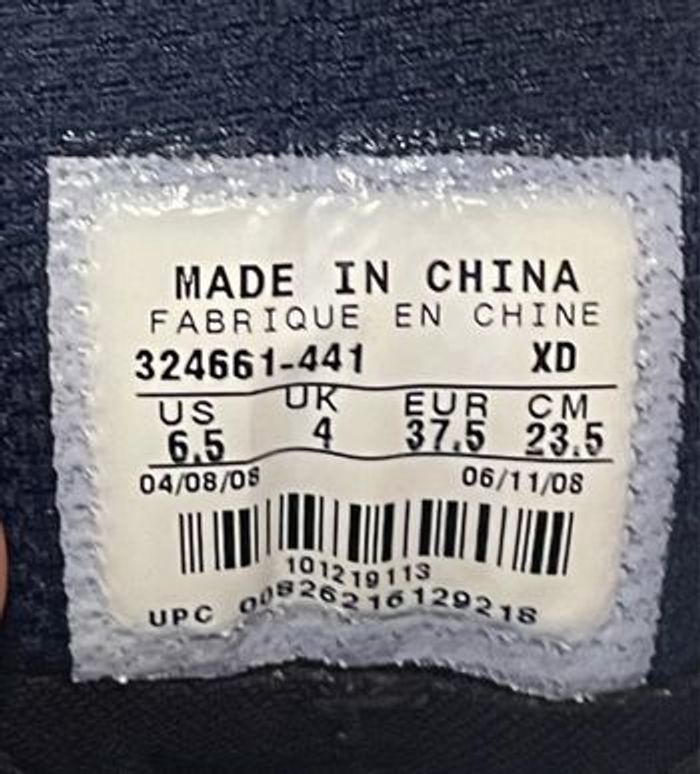 MADE IN CHINA
FABRIQUE EN CHINE
324661-441 XD
US UK EUR CM
6.5 4 37.5 23.5
04/08/08 06/11/08
101219113
UPC 00826216129218